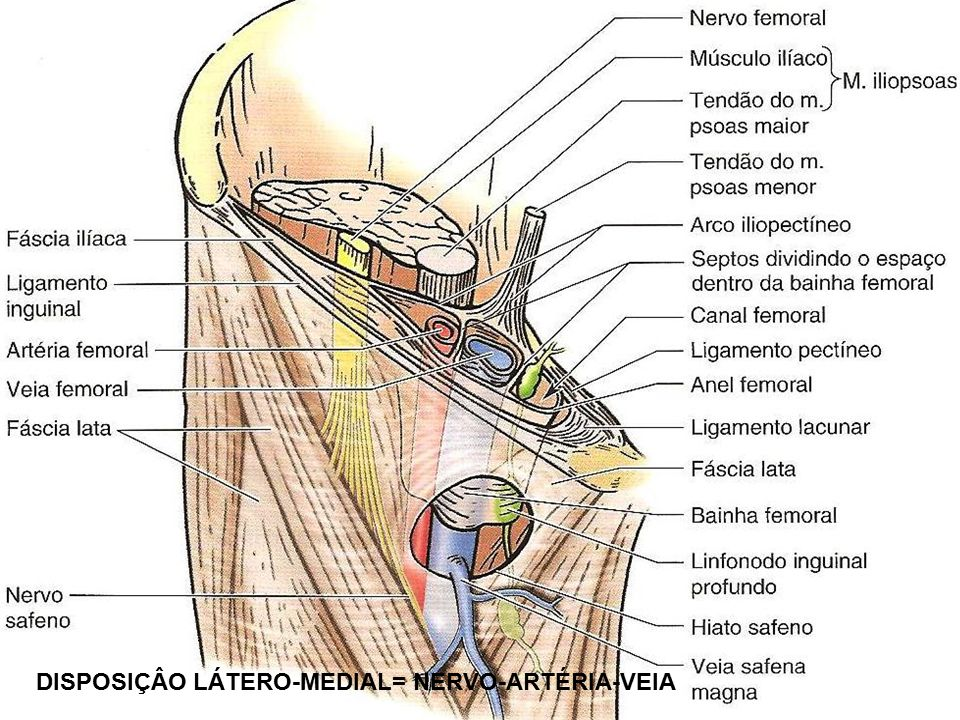 Nervo femoral
Músculo ilíaco
M. iliopsoas
Tendão do m.
psoas maior
Tendão do m.
psoas menor
Arco iliopectíneo
Septos dividindo o espaço
dentro da bainha femoral
Canal femoral
Ligamento pectíneo
Anel femoral
Ligamento lacunar
Fáscia lata
Bainha femoral
Linfonodo inguinal
profundo
Hiato safeno
Veia safena
magna
Fáscia ilíaca
Ligamento
inguinal
Artéria femoral
Veia femoral
Fáscia lata
Nervo
safeno
DISPOSIÇÂO LÁTERO-MEDIAL= NERVO-ARTÉRIA-VEIA